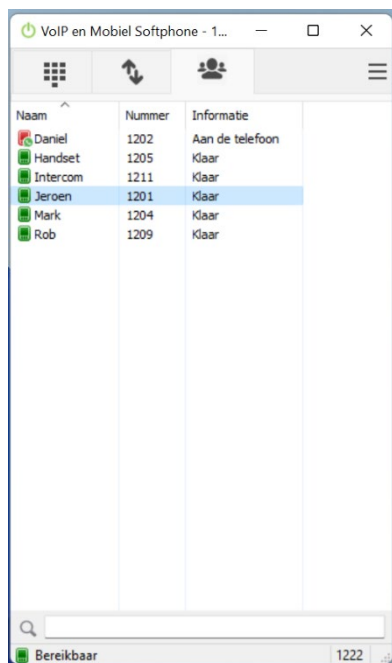 VoIP en Mobiel Softphone - 1...
Naam Nummer Informatie
Daniel 1202 Aan de telefoon
Handset 1205 Klaar
Intercom 1211 Klaar
Jeroen 1201 Klaar
Mark 1204 Klaar
Rob 1209 Klaar
Bereikbaar 1222